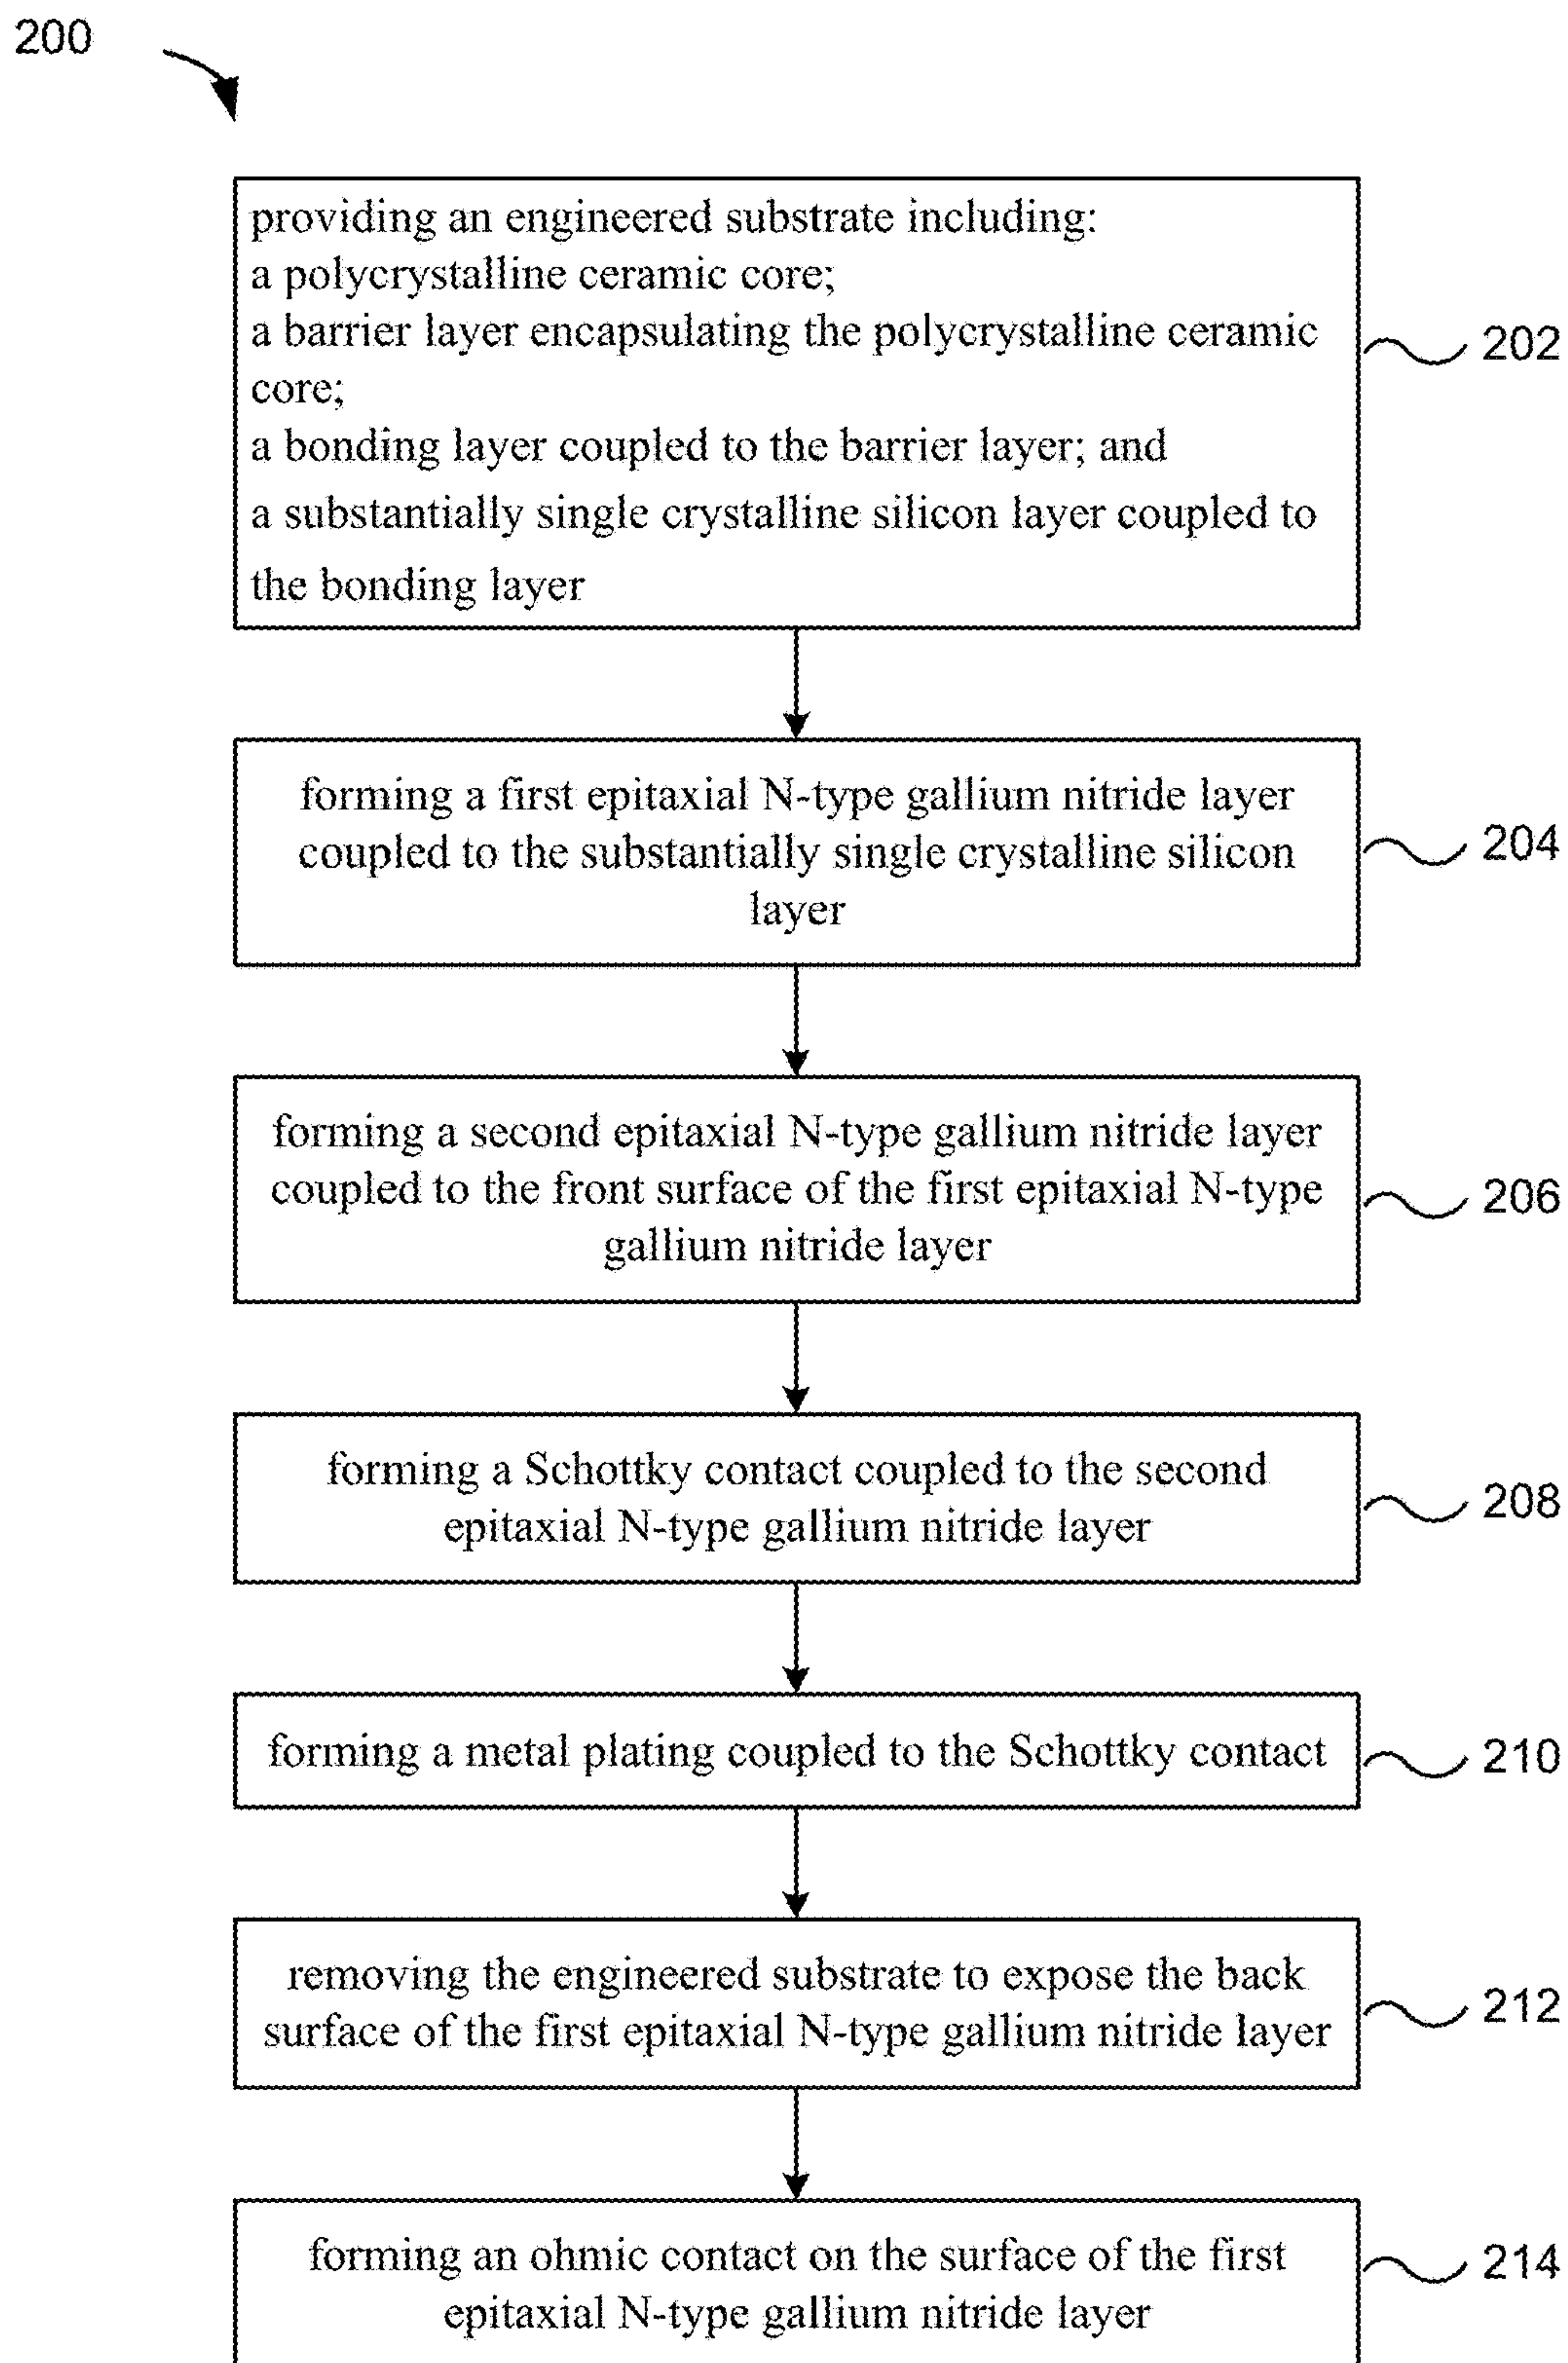 200
providing an engineered substrate including:
a polycrystalline ceramic core;
a barrier layer encapsulating the polycrystalline ceramic
core;
a bonding layer coupled to the barrier layer; and
a substantially single crystalline silicon layer coupled to
the bonding layer
202
forming a first epitaxial N-type gallium nitride layer
coupled to the substantially single crystalline silicon
layer
204
forming a second epitaxial N-type gallium nitride layer
coupled to the front surface of the first epitaxial N-type
gallium nitride layer
206
forming a Schottky contact coupled to the second
epitaxial N-type gallium nitride layer
208
forming a metal plating coupled to the Schottky contact
210
removing the engineered substrate to expose the back
surface of the first epitaxial N-type gallium nitride layer
212
forming an ohmic contact on the surface of the first
epitaxial N-type gallium nitride layer
214